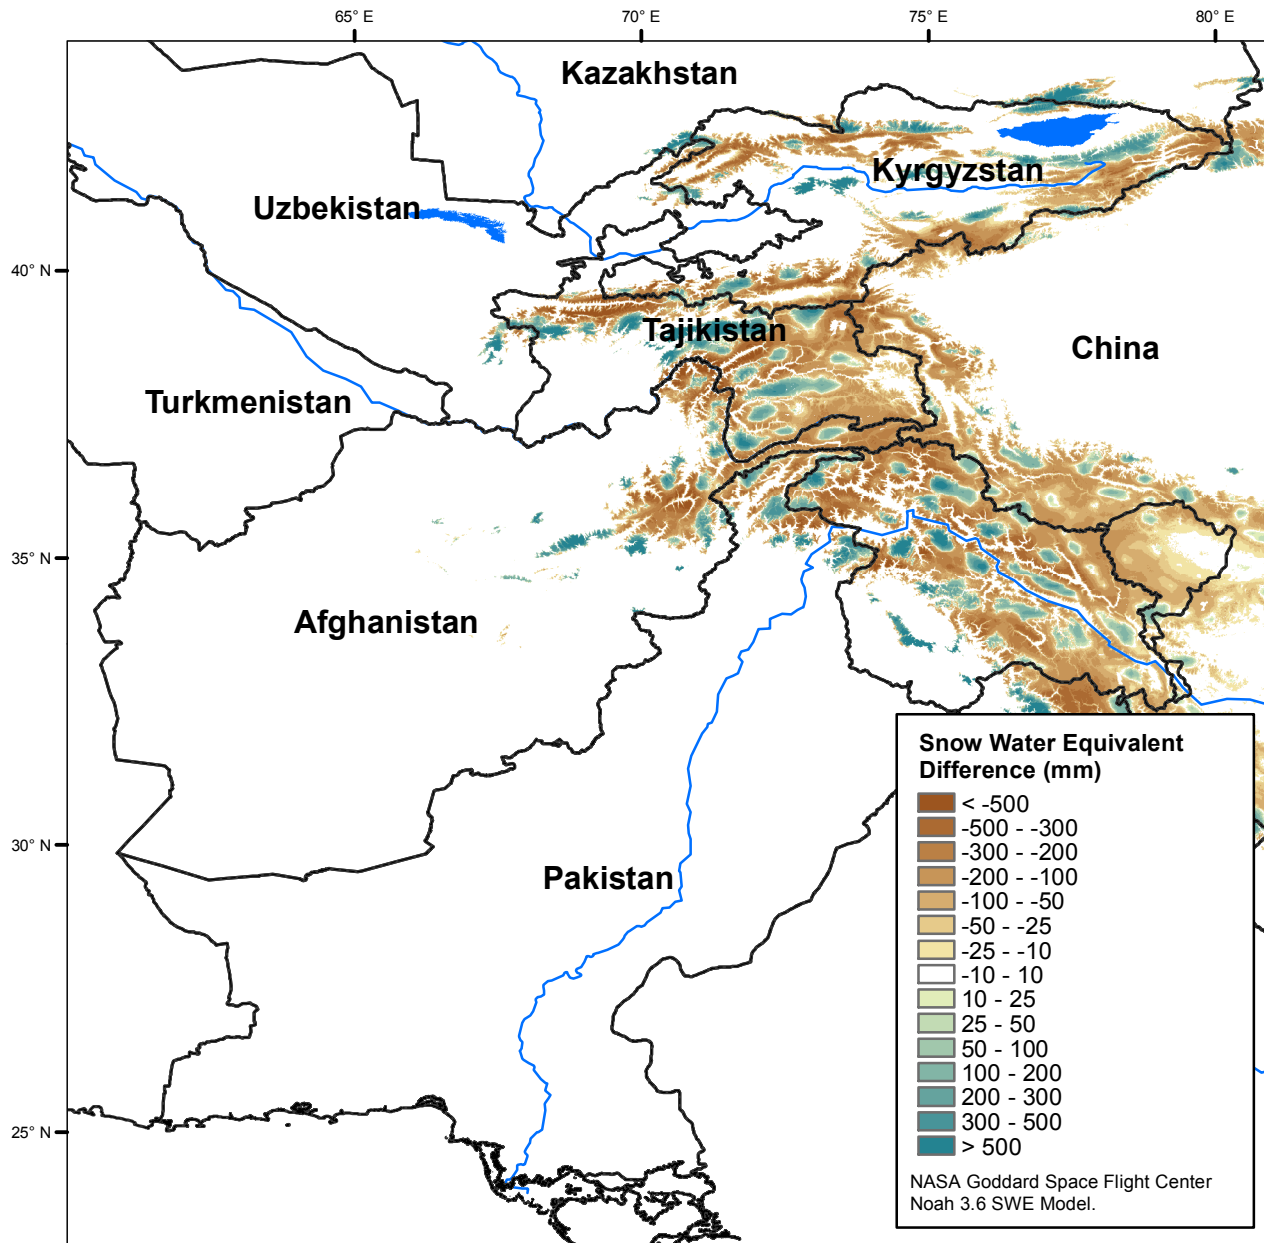 65° E
70° E
75° E
80° E
Kazakhstan
Kyrgyzstan
Uzbekistan
40° N
Tajikistan
China
Turkmenistan
35° N
Afghanistan
30° N
Pakistan
25° N
Snow Water Equivalent
Difference (mm)
< -500
-500 - -300
-300 - -200
-200 - -100
-100 - -50
-50 - -25
-25 - -10
-10 - 10
10 - 25
25 - 50
50 - 100
100 - 200
200 - 300
300 - 500
> 500
NASA Goddard Space Flight Center
Noah 3.6 SWE Model.